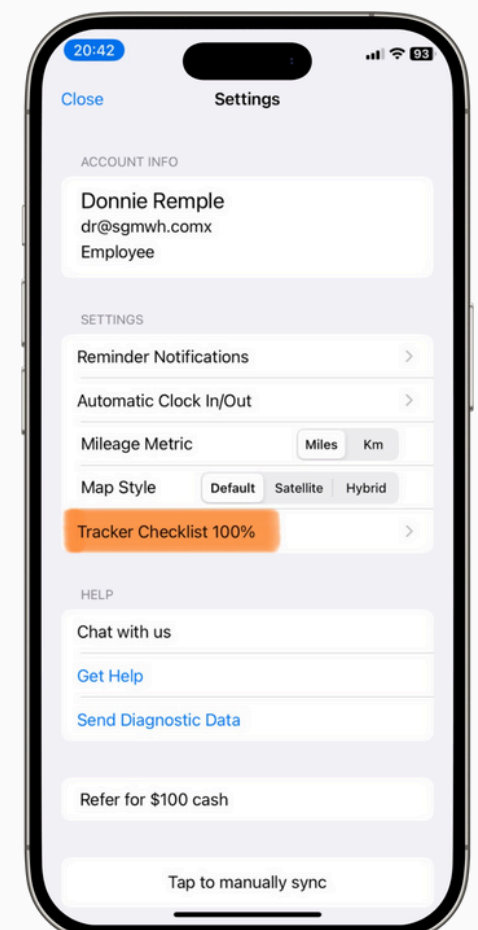 20:42
93
Close
Settings
ACCOUNT INFO
Donnie Remple
dr@sgmwh.comx
Employee
SETTINGS
Reminder Notifications
Automatic Clock In/Out
Mileage Metric Miles Km
Map Style Default Satellite Hybrid
Tracker Checklist 100%
HELP
Chat with us
Get Help
Send Diagnostic Data
Refer for $100 cash
Tap to manually sync